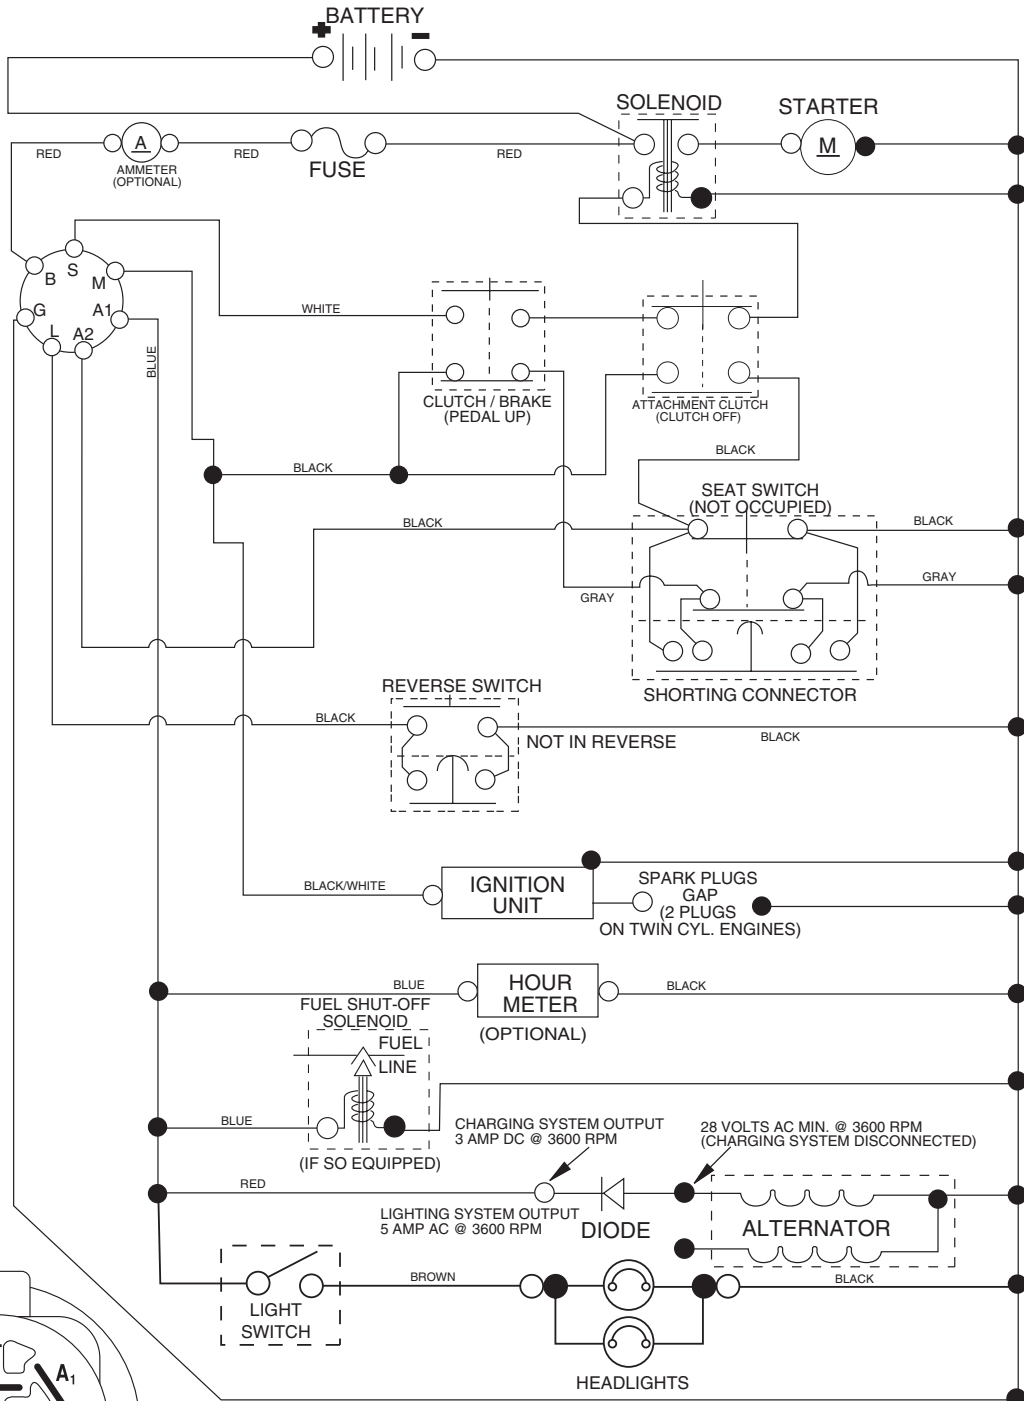 BATTERY
+ −
SOLENOID
STARTER
A
M
RED
RED
RED
AMMETER
(OPTIONAL)
FUSE
B
S
M
G
A1
L
A2
WHITE
BLUE
CLUTCH / BRAKE
(PEDAL UP)
ATTACHMENT CLUTCH
(CLUTCH OFF)
BLACK
BLACK
SEAT SWITCH
(NOT OCCUPIED)
BLACK
BLACK
GRAY
GRAY
SHORTING CONNECTOR
REVERSE SWITCH
BLACK
NOT IN REVERSE
BLACK
BLACK/WHITE
IGNITION
UNIT
SPARK PLUGS
GAP
(2 PLUGS
ON TWIN CYL. ENGINES)
BLUE
HOUR
METER
BLACK
(OPTIONAL)
FUEL SHUT-OFF
SOLENOID
FUEL
LINE
BLUE
(IF SO EQUIPPED)
CHARGING SYSTEM OUTPUT
3 AMP DC @ 3600 RPM
28 VOLTS AC MIN. @ 3600 RPM
(CHARGING SYSTEM DISCONNECTED)
RED
LIGHTING SYSTEM OUTPUT
5 AMP AC @ 3600 RPM
DIODE
ALTERNATOR
BROWN
BLACK
LIGHT
SWITCH
HEADLIGHTS
A1